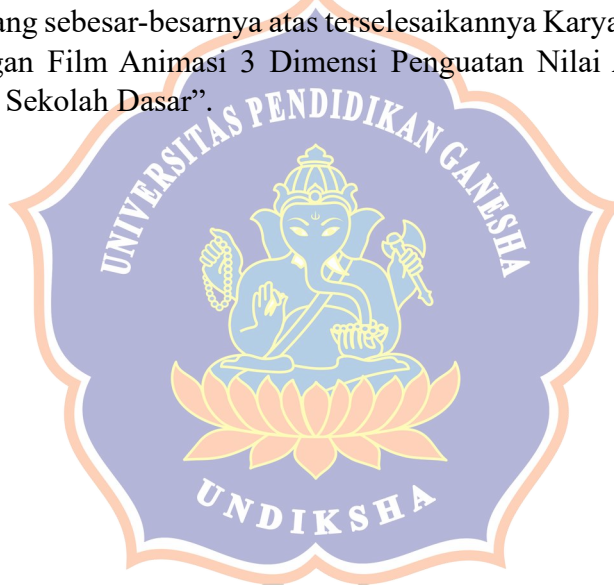 ang sebesar-besarnya atas terselesaikannya Karya
gan Film Animasi 3 Dimensi Penguatan Nilai
Sekolah Dasar”.
UNIVERSITAS PENDIDIKAN GANESHA
UNDIKSHA